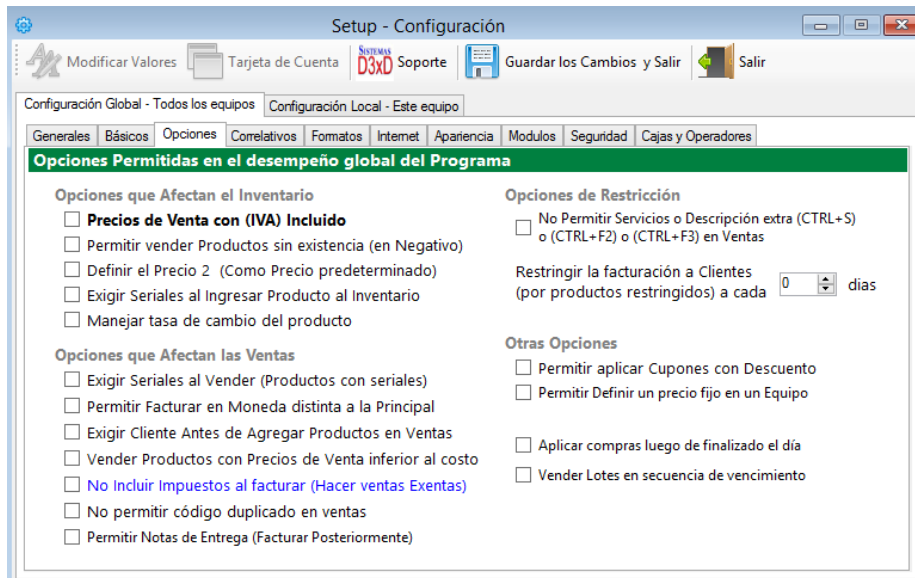 Setup - Configuración
Modificar Valores
Tarjeta de Cuenta
SISTEMAS
D3xD
Soporte
Guardar los Cambios y Salir
Salir
Configuración Global - Todos los equipos
Configuración Local - Este equipo
Generales
Básicos
Opciones
Correlativos
Formatos
Internet
Apariencia
Modulos
Seguridad
Cajas y Operadores
Opciones Permitidas en el desempeño global del Programa
Opciones que Afectan el Inventario
Precios de Venta con (IVA) Incluido
Permitir vender Productos sin existencia (en Negativo)
Definir el Precio 2 (Como Precio predeterminado)
Exigir Seriales al Ingresar Producto al Inventario
Manejar tasa de cambio del producto
Opciones que Afectan las Ventas
Exigir Seriales al Vender (Productos con seriales)
Permitir Facturar en Moneda distinta a la Principal
Exigir Cliente Antes de Agregar Productos en Ventas
Vender Productos con Precios de Venta inferior al costo
No Incluir Impuestos al facturar (Hacer ventas Exentas)
No permitir código duplicado en ventas
Permitir Notas de Entrega (Facturar Posteriormente)
Opciones de Restricción
No Permitir Servicios o Descripción extra (CTRL+S)
o (CTRL+F2) o (CTRL+F3) en Ventas
Restringir la facturación a Clientes
(por productos restringidos) a cada 0 dias
Otras Opciones
Permitir aplicar Cupones con Descuento
Permitir Definir un precio fijo en un Equipo
Aplicar compras luego de finalizado el día
Vender Lotes en secuencia de vencimiento